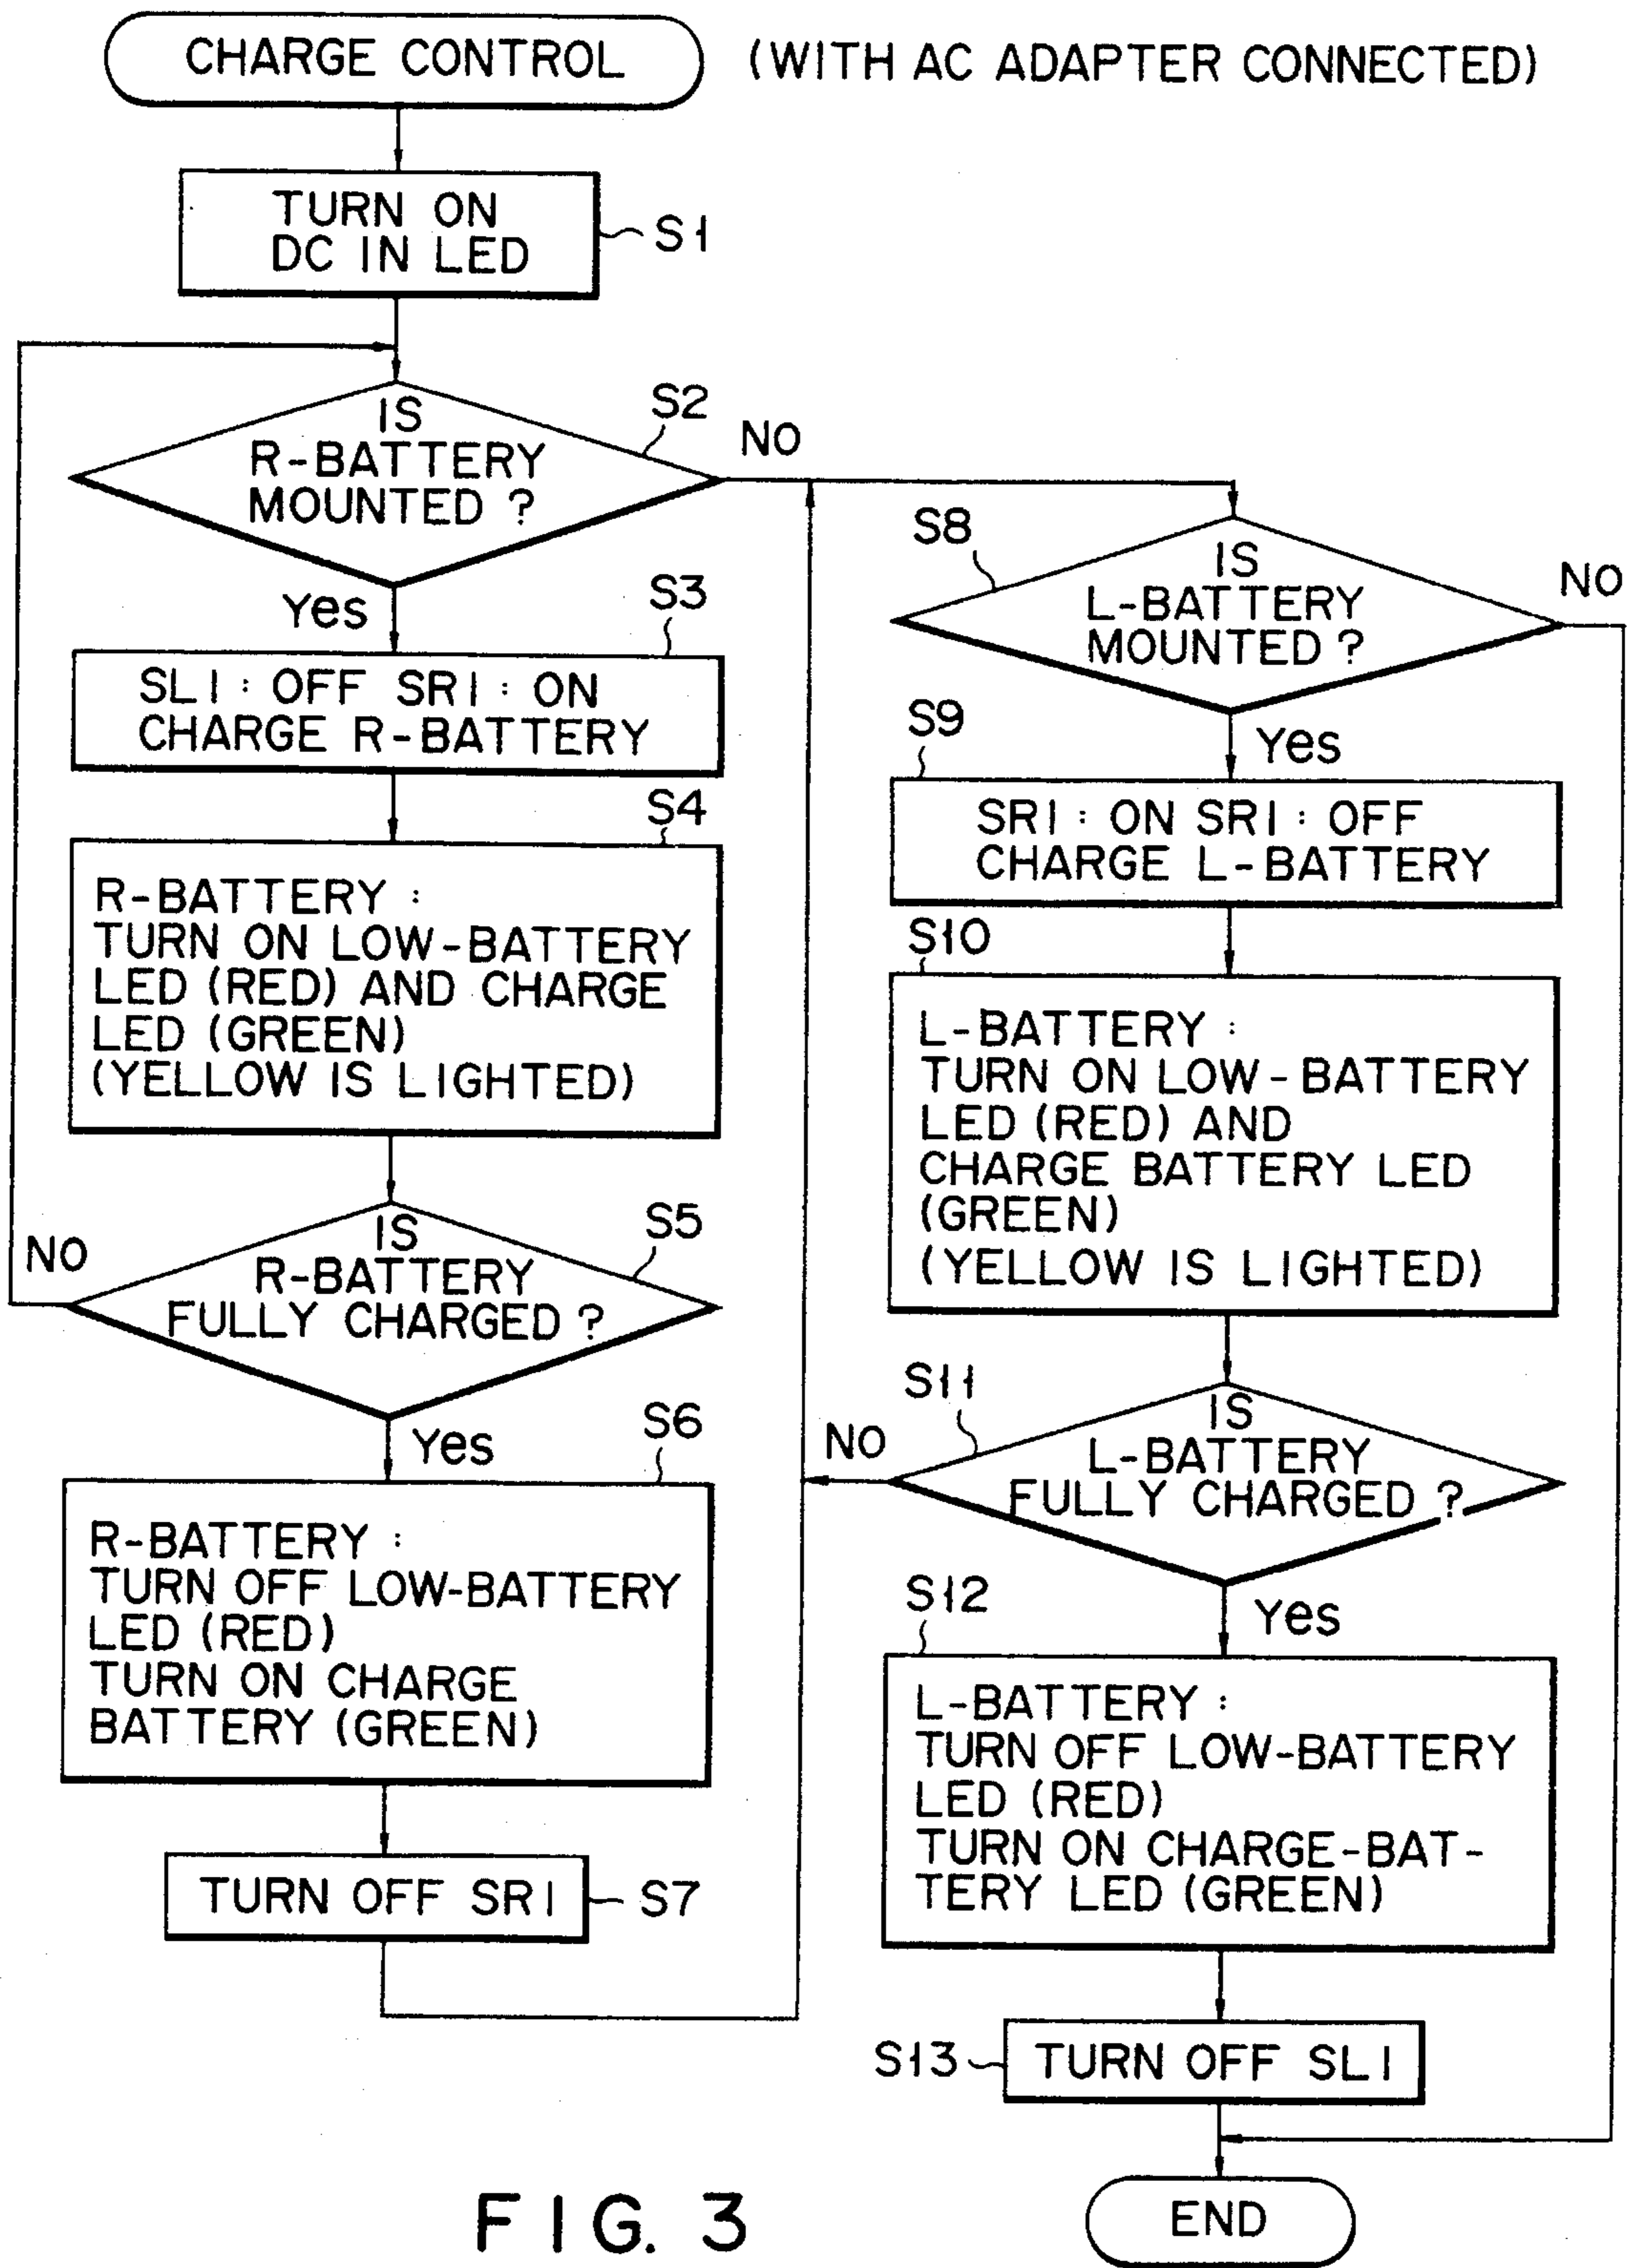 CHARGE CONTROL (WITH AC ADAPTER CONNECTED)
TURN ON
DC IN LED
S1
IS
R-BATTERY
MOUNTED ?
S2
NO
Yes
S3
SL1 : OFF SR1 : ON
CHARGE R-BATTERY
S4
R-BATTERY :
TURN ON LOW-BATTERY
LED (RED) AND CHARGE
LED (GREEN)
(YELLOW IS LIGHTED)
S5
IS
R-BATTERY
FULLY CHARGED ?
NO
Yes
S6
R-BATTERY :
TURN OFF LOW-BATTERY
LED (RED)
TURN ON CHARGE
BATTERY (GREEN)
TURN OFF SR1
S7
S8
IS
L-BATTERY
MOUNTED ?
NO
Yes
S9
SR1 : ON SR1 : OFF
CHARGE L-BATTERY
S10
L-BATTERY :
TURN ON LOW-BATTERY
LED (RED) AND
CHARGE BATTERY LED
(GREEN)
(YELLOW IS LIGHTED)
S11
IS
L-BATTERY
FULLY CHARGED ?
NO
Yes
S12
L-BATTERY :
TURN OFF LOW-BATTERY
LED (RED)
TURN ON CHARGE-BAT-
TERY LED (GREEN)
S13
TURN OFF SL1
END
FIG. 3